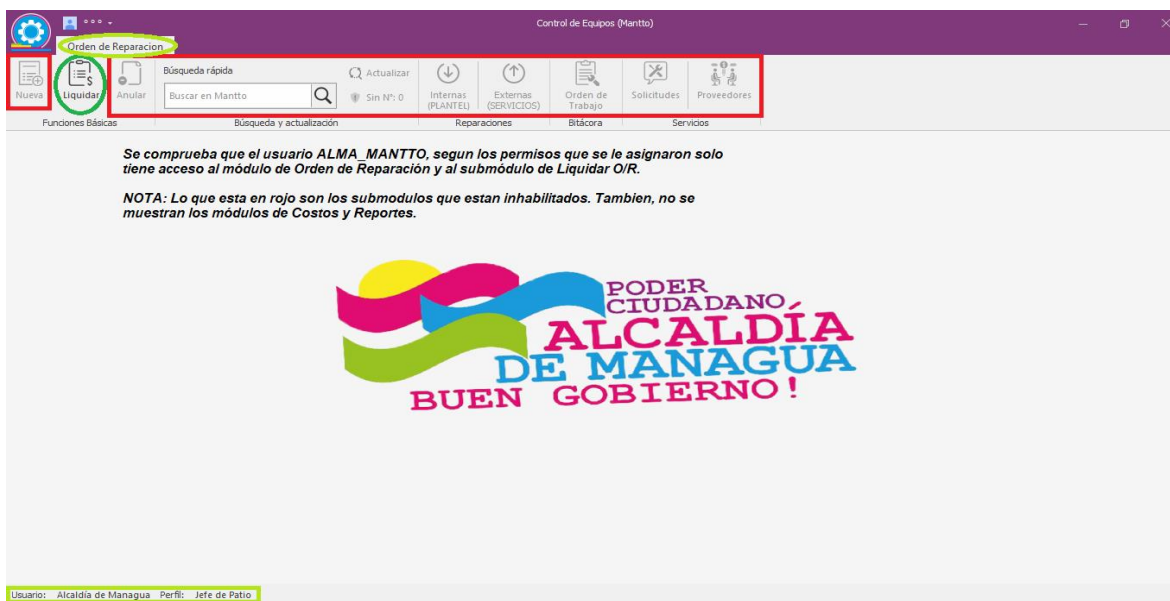 Control de Equipos (Mantto)
Orden de Reparacion
Nueva
Liquidar
Anular
Búsqueda rápida
Buscar en Mantto
Actualizar
Sin Nº: 0
Internas
(PLANTEL)
Externas
(SERVICIOS)
Orden de
Trabajo
Solicitudes
Proveedores
Funciones Básicas
Búsqueda y actualización
Reparaciones
Bitácora
Servicios
Se comprueba que el usuario ALMA_MANTTO, segun los permisos que se le asignaron solo
tiene acceso al módulo de Orden de Reparación y al submódulo de Liquidar O/R.
NOTA: Lo que esta en rojo son los submodulos que estan inhabilitados. Tambien, no se
muestran los módulos de Costos y Reportes.
PODER
CIUDADANO
ALCALDÍA
DE MANAGUA
BUEN GOBIERNO!
Usuario: Alcaldía de Managua Perfil: Jefe de Patio